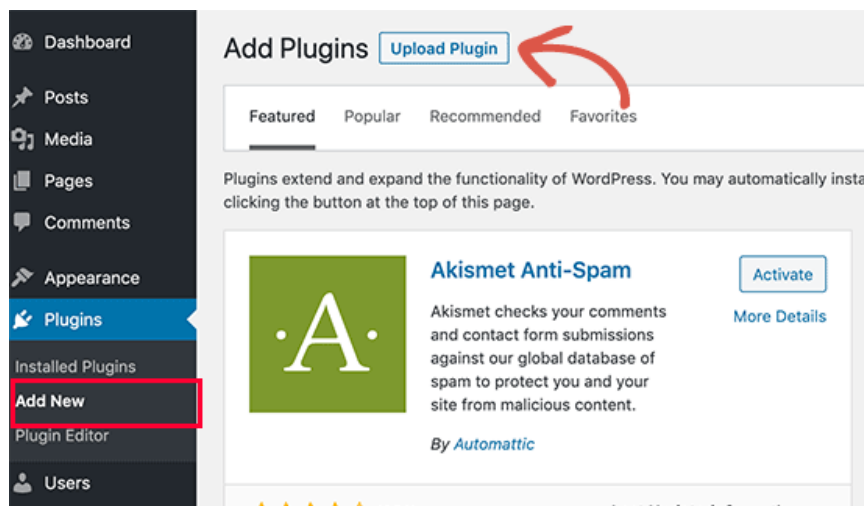 Dashboard
Posts
Media
Pages
Comments
Appearance
Plugins
Installed Plugins
Add New
Plugin Editor
Users
Add Plugins Upload Plugin
Featured Popular Recommended Favorites
Plugins extend and expand the functionality of WordPress. You may automatically insta
clicking the button at the top of this page.
A
Akismet Anti-Spam
Activate
More Details
Akismet checks your comments
and contact form submissions
against our global database of
spam to protect you and your
site from malicious content.
By Automattic